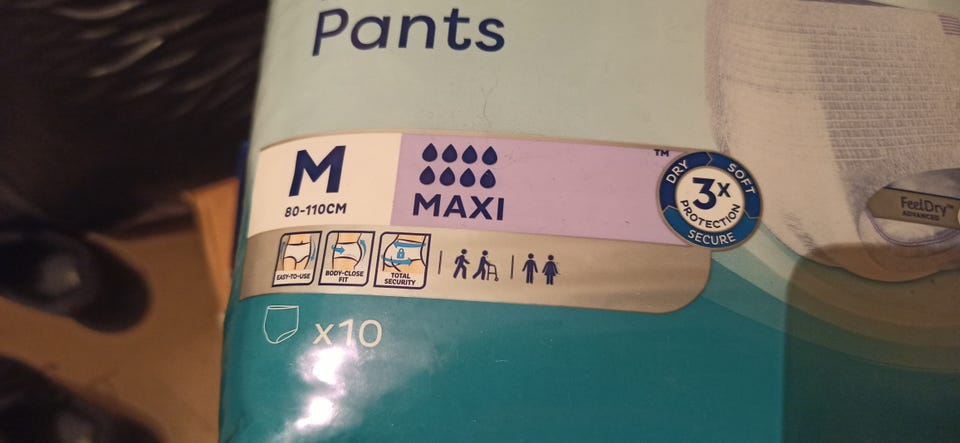 Pants
M
80-110CM
MAXI
TM
DRY
SOFT
3x
PROTECTION
SECURE
FeelDry™
ADVANCED
EASY-TO-USE
BODY-CLOSE
FIT
TOTAL
SECURITY
x10